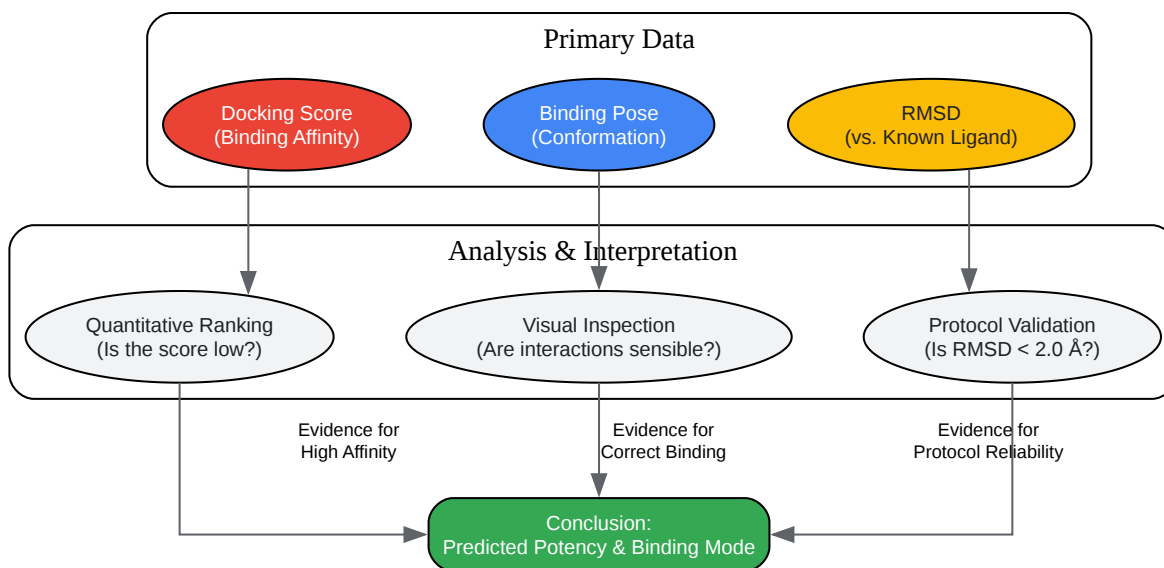 Primary Data
Docking Score
(Binding Affinity)
Binding Pose
(Conformation)
RMSD
(vs. Known Ligand)
Analysis & Interpretation
Quantitative Ranking
(Is the score low?)
Visual Inspection
(Are interactions sensible?)
Protocol Validation
(Is RMSD < 2.0 Å?)
Evidence for
High Affinity
Evidence for
Correct Binding
Evidence for
Protocol Reliability
Conclusion:
Predicted Potency & Binding Mode